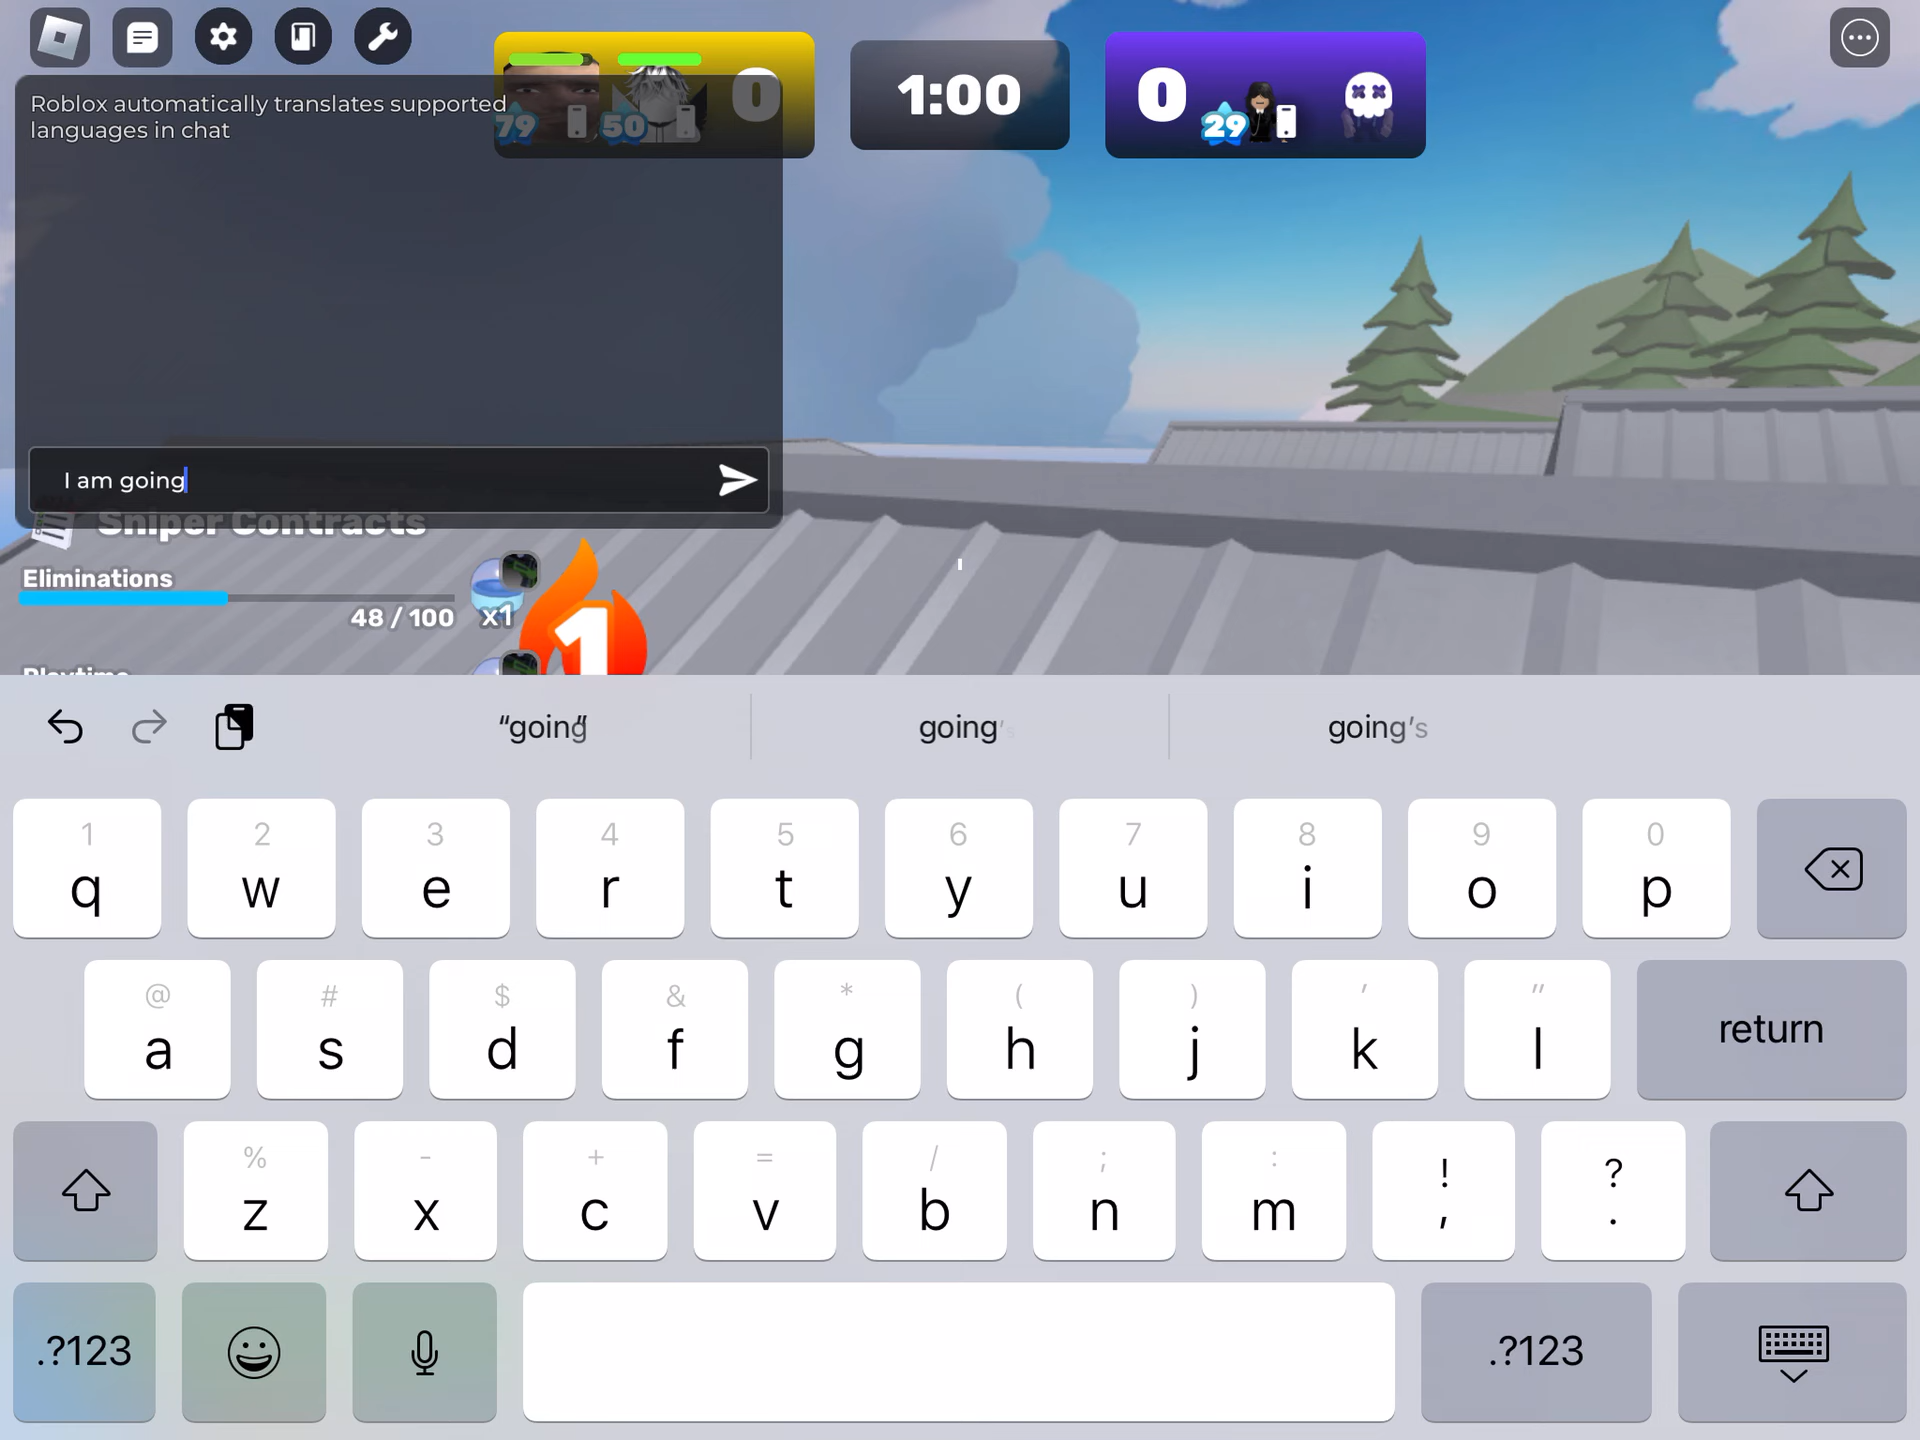 0
1:00
0
79
50
29
Roblox automatically translates supported
languages in chat
I am going
Sniper Contracts
Eliminations
48 / 100
x1
1
Playtime
“going”
going’s
going’s
1 2 3 4 5 6 7 8 9 0
q w e r t y u i o p
@ # $ & * ( ) ' "
a s d f g h j k l return
% - + = / ; : ! ?
z x c v b n m , .
.?123 .?123